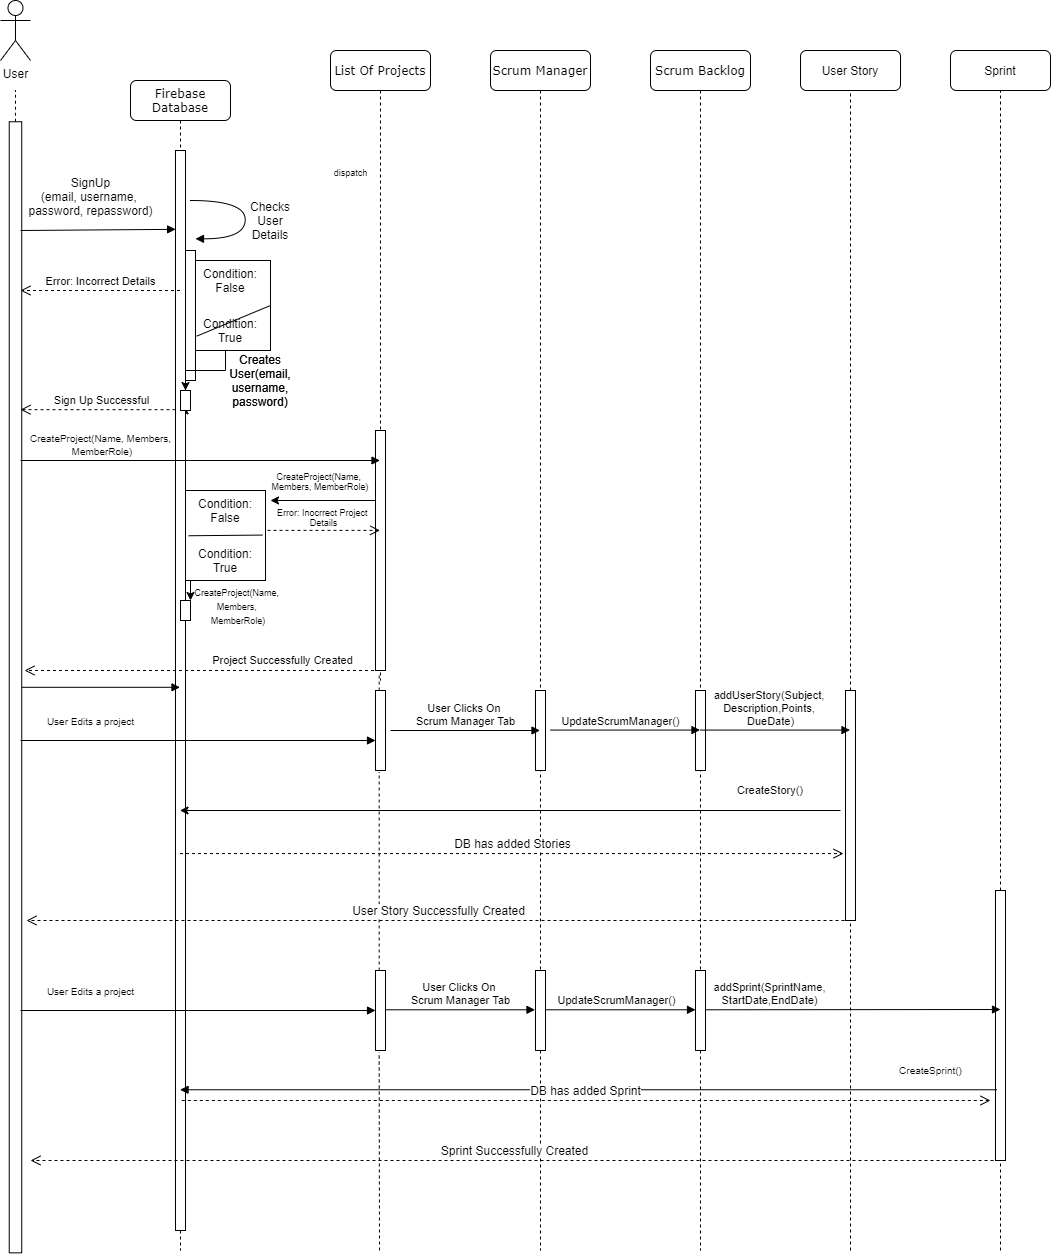 User
Firebase
Database
List Of Projects
Scrum Manager
Scrum Backlog
User Story
Sprint
dispatch
SignUp
(email, username,
password, repassword)
Checks
User
Details
Error: Incorrect Details
Condition:
False
Condition:
True
Creates
User(email,
username,
password)
Sign Up Successful
CreateProject(Name, Members,
MemberRole)
CreateProject(Name,
Members, MemberRole)
Error: Inocrrect Project
Details
Condition:
False
Condition:
True
CreateProject(Name,
Members,
MemberRole)
Project Successfully Created
User Edits a project
User Clicks On
Scrum Manager Tab
UpdateScrumManager()
addUserStory(Subject,
Description,Points,
DueDate)
CreateStory()
DB has added Stories
User Story Successfully Created
User Edits a project
User Clicks On
Scrum Manager Tab
UpdateScrumManager()
addSprint(SprintName,
StartDate,EndDate)
CreateSprint()
DB has added Sprint
Sprint Successfully Created